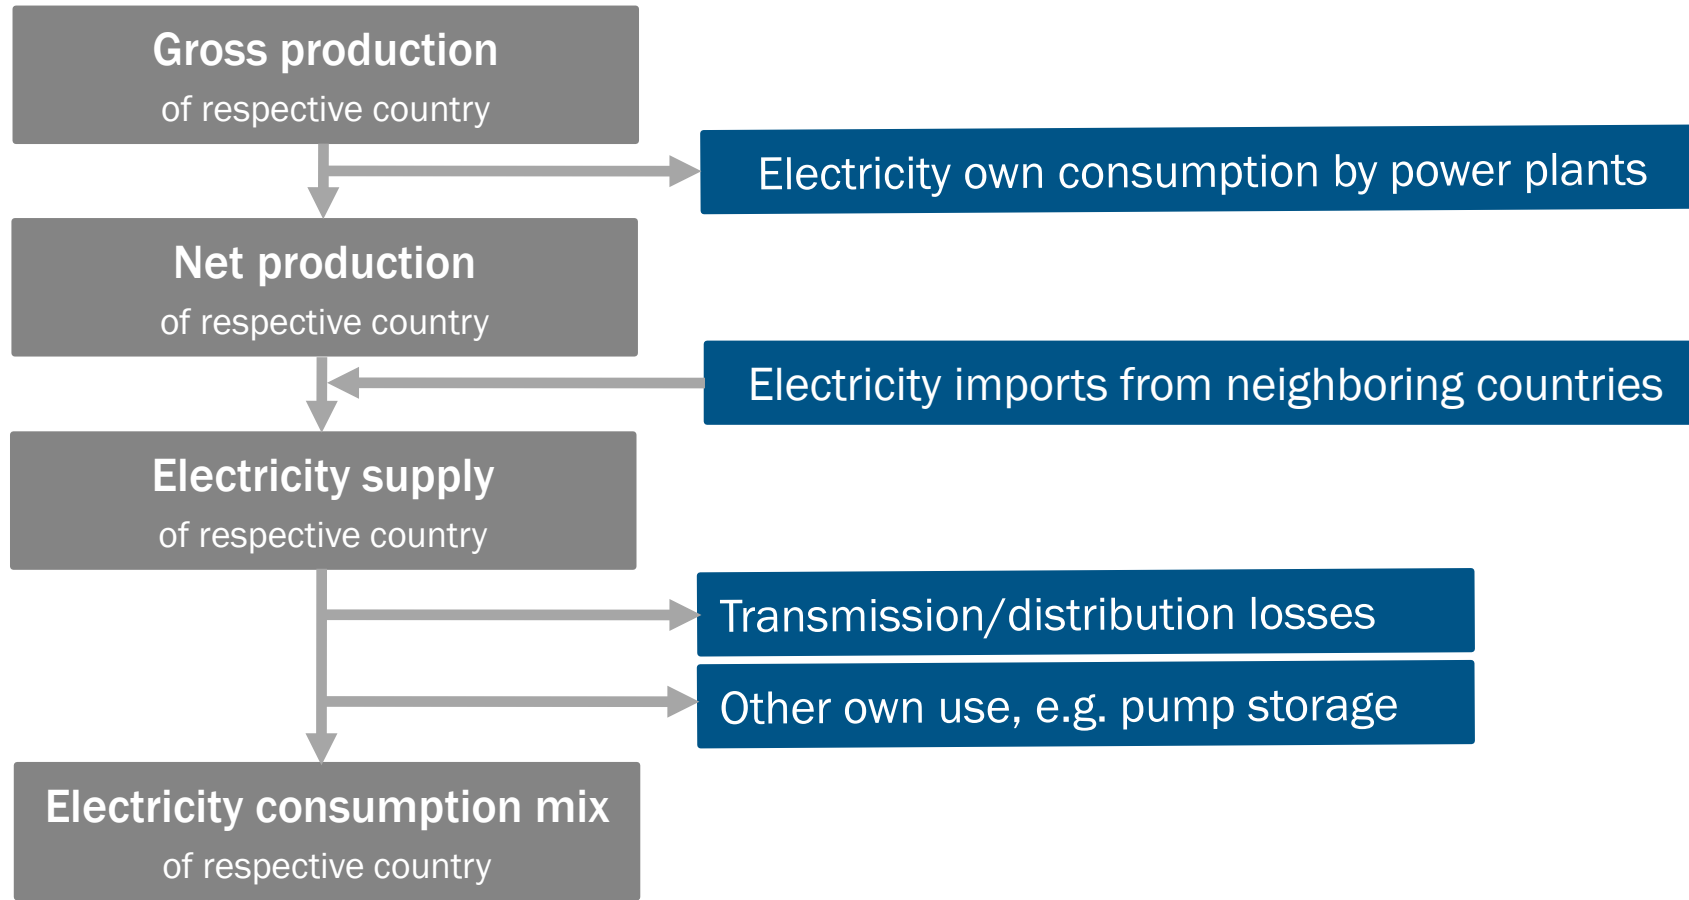 Gross production
of respective country
Electricity own consumption by power plants
Net production
of respective country
Electricity imports from neighboring countries
Electricity supply
of respective country
Transmission/distribution losses
Other own use, e.g. pump storage
Electricity consumption mix
of respective country